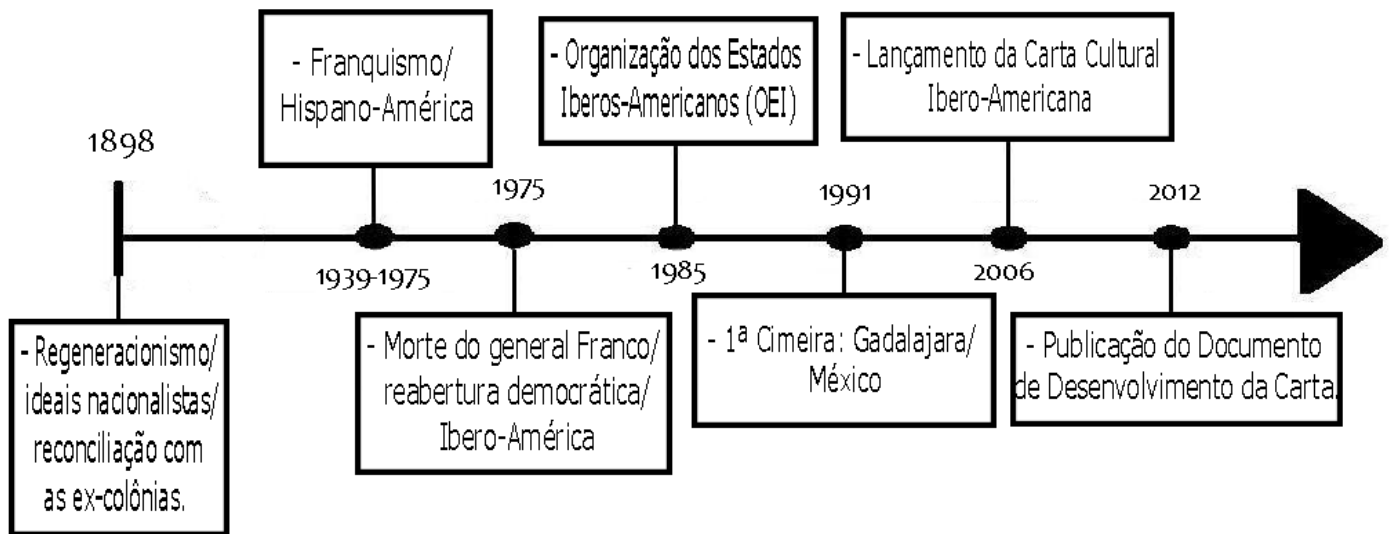 1898
- Regeneracionismo/
ideais nacionalistas/
reconciliação com
as ex-colônias.
- Franquismo/
Hispano-América
1939-1975
1975
- Morte do general Franco/
reabertura democrática/
Ibero-América
- Organização dos Estados
Iberos-Americanos (OEI)
1985
1991
- 1ª Cimeira: Gadalajara/
México
- Lançamento da Carta Cultural
Ibero-Americana
2006
2012
- Publicação do Documento
de Desenvolvimento da Carta.